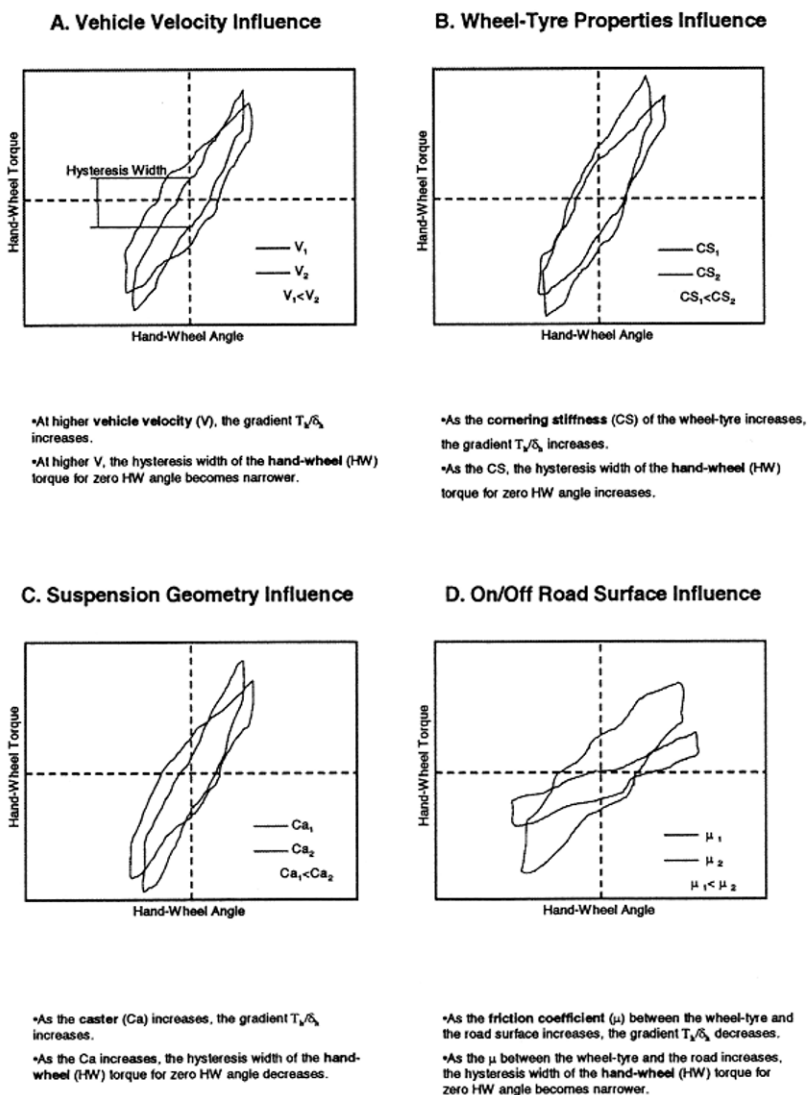 A. Vehicle Velocity Influence
Hand-Wheel Torque
Hysteresis Width
V₁
V₂
V₁<V₂
Hand-Wheel Angle
•At higher vehicle velocity (V), the gradient Tₕ/δₕ
increases.
•At higher V, the hysteresis width of the hand-wheel (HW)
torque for zero HW angle becomes narrower.
B. Wheel-Tyre Properties Influence
Hand-Wheel Torque
CS₁
CS₂
CS₁<CS₂
Hand-Wheel Angle
•As the cornering stiffness (CS) of the wheel-tyre increases,
the gradient Tₕ/δₕ increases.
•As the CS, the hysteresis width of the hand-wheel (HW)
torque for zero HW angle increases.
C. Suspension Geometry Influence
Hand-Wheel Torque
Ca₁
Ca₂
Ca₁<Ca₂
Hand-Wheel Angle
•As the caster (Ca) increases, the gradient Tₕ/δₕ
increases.
•As the Ca increases, the hysteresis width of the hand-
wheel (HW) torque for zero HW angle decreases.
D. On/Off Road Surface Influence
Hand-Wheel Torque
μ₁
μ₂
μ₁<μ₂
Hand-Wheel Angle
•As the friction coefficient (μ) between the wheel-tyre and
the road surface increases, the gradient Tₕ/δₕ decreases.
•As the μ between the wheel-tyre and the road increases,
the hysteresis width of the hand-wheel (HW) torque for
zero HW angle becomes narrower.